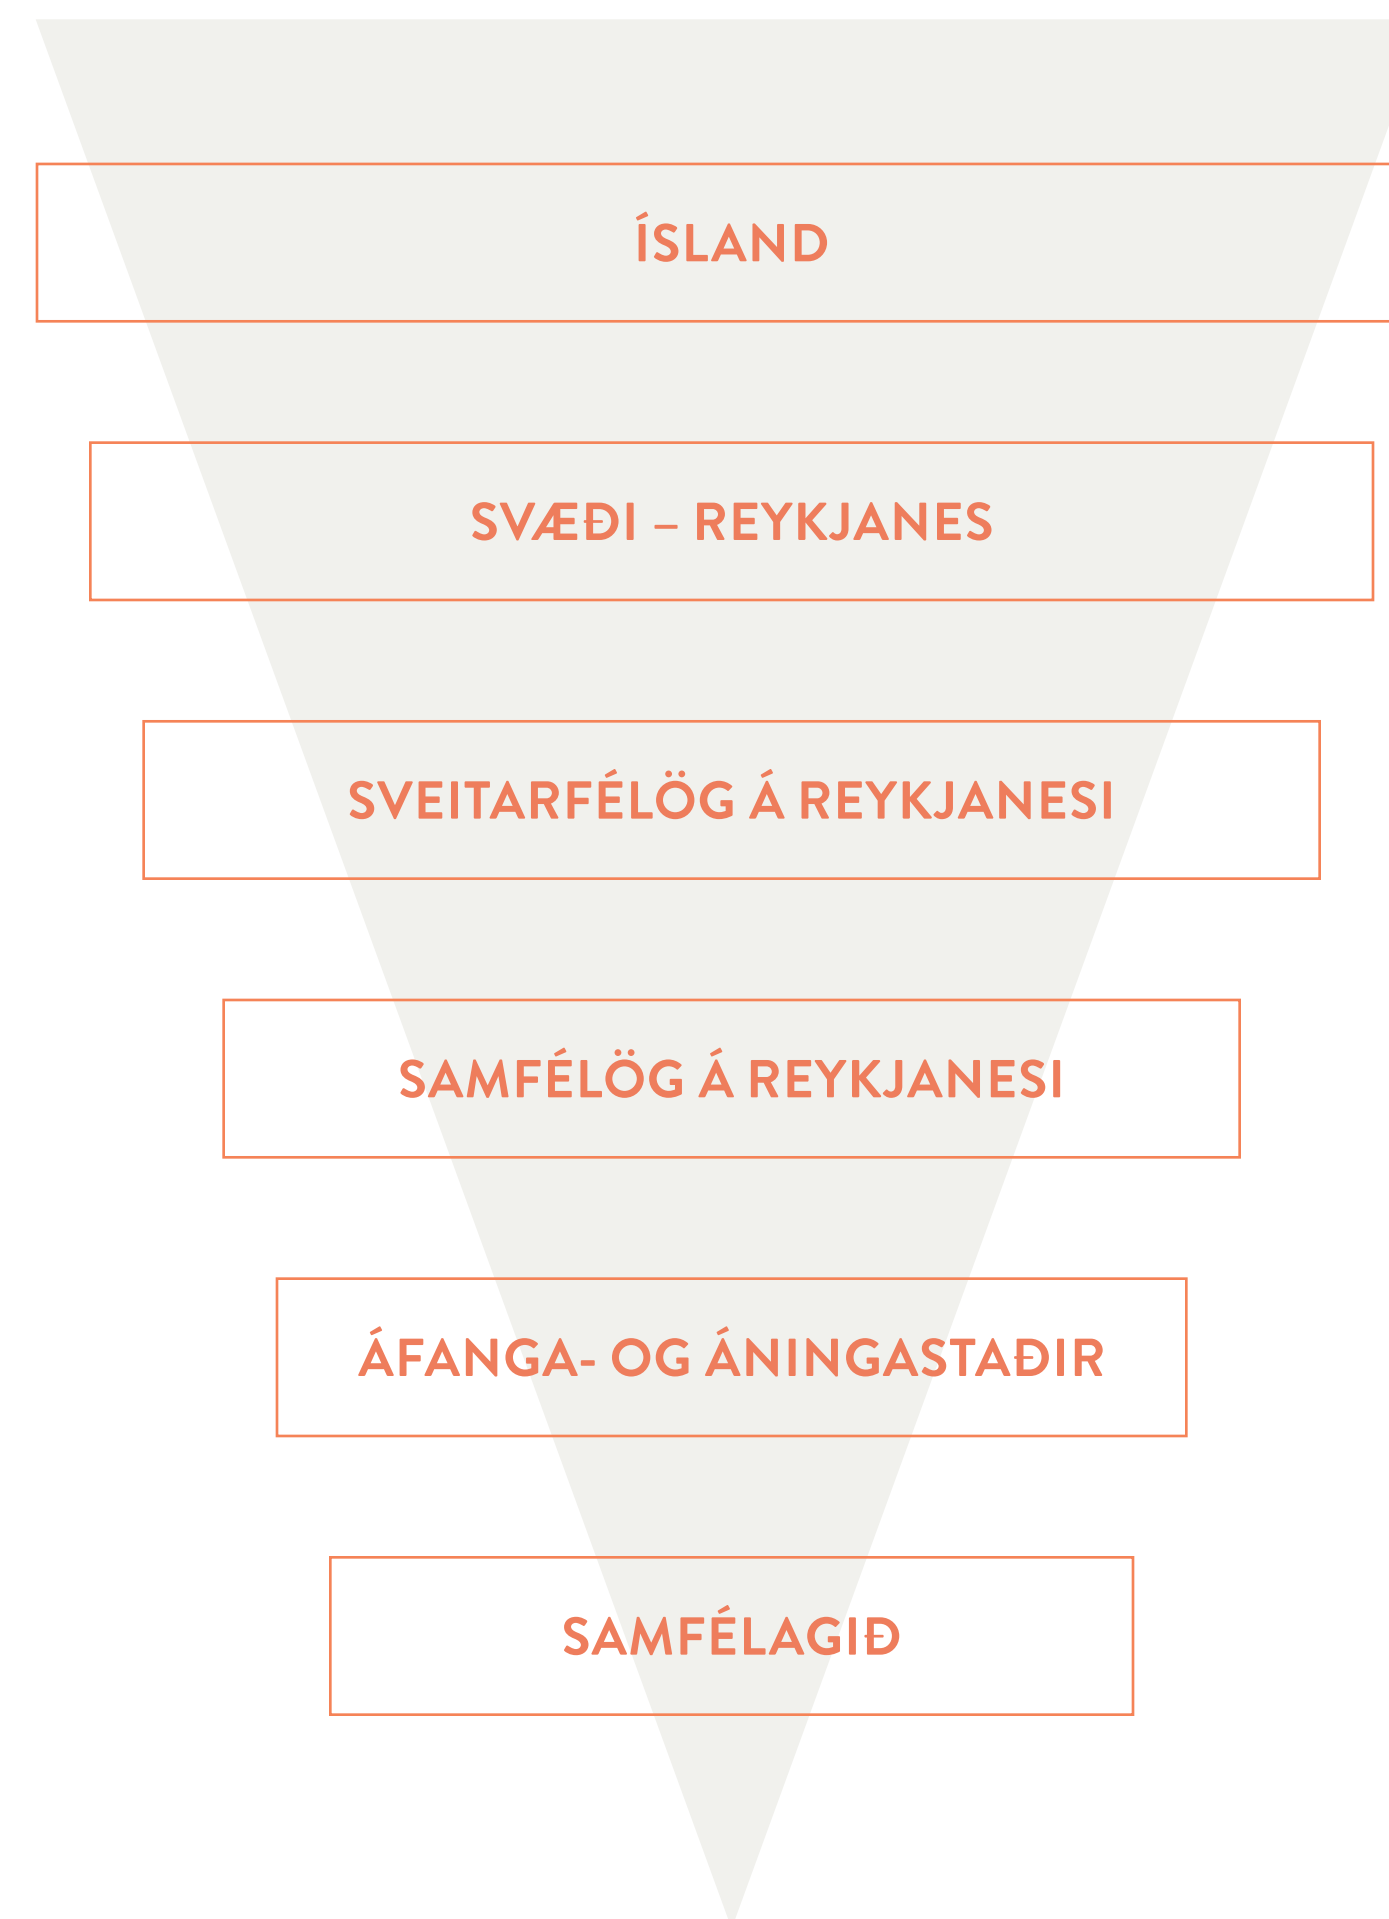 ÍSLAND
SVÆÐI – REYKJANES
SVEITARFÉLÖG Á REYKJANESI
SAMFÉLÖG Á REYKJANESI
ÁFANGA- OG ÁNINGASTAÐIR
SAMFÉLAGIÐ